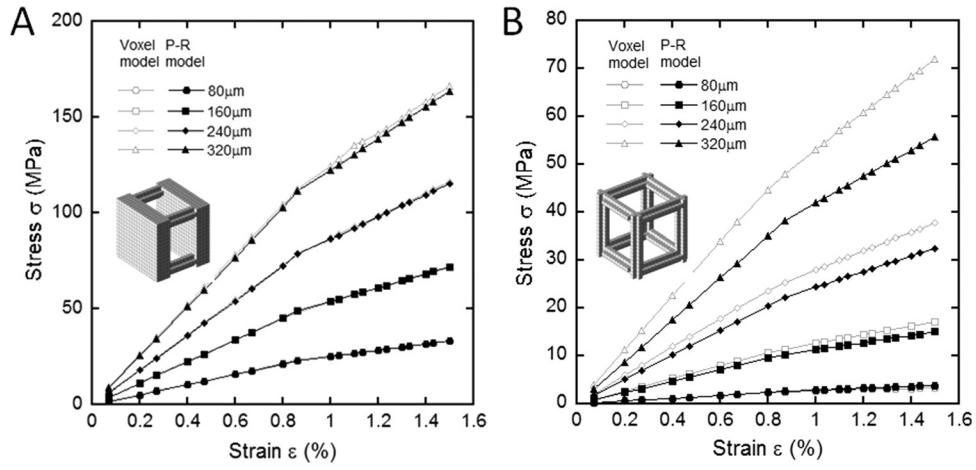 A
200
150
100
50
0
Stress σ (MPa)
Voxel P-R
model model
80μm
160μm
240μm
320μm
0 0.2 0.4 0.6 0.8 1 1.2 1.4 1.6
Strain ε (%)
B
80
70
60
50
40
30
20
10
0
Stress σ (MPa)
Voxel P-R
model model
80μm
160μm
240μm
320μm
0 0.2 0.4 0.6 0.8 1 1.2 1.4 1.6
Strain ε (%)